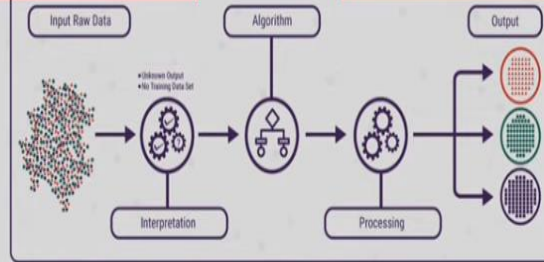 Input Raw Data
Algorithm
Output
•Unknown Output
•No Training Data Set
Interpretation
Processing